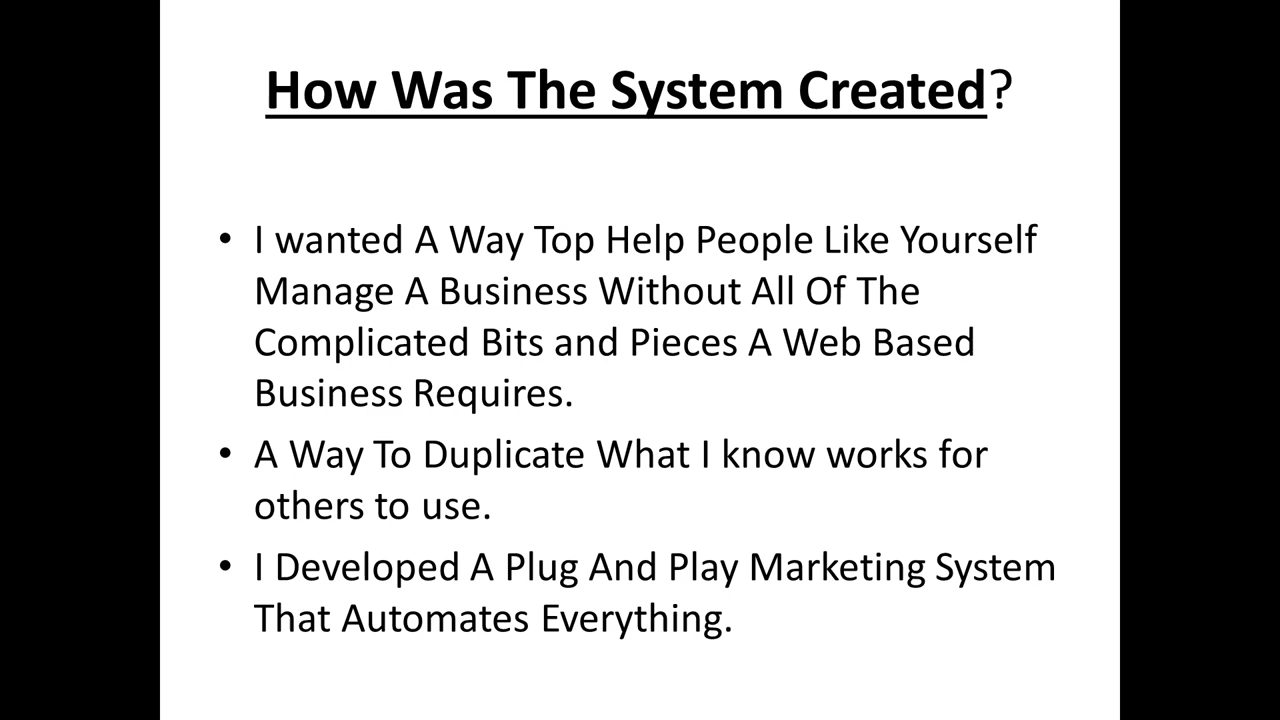 How Was The System Created?
• I wanted A Way Top Help People Like Yourself
Manage A Business Without All Of The
Complicated Bits and Pieces A Web Based
Business Requires.
• A Way To Duplicate What I know works for
others to use.
• I Developed A Plug And Play Marketing System
That Automates Everything.